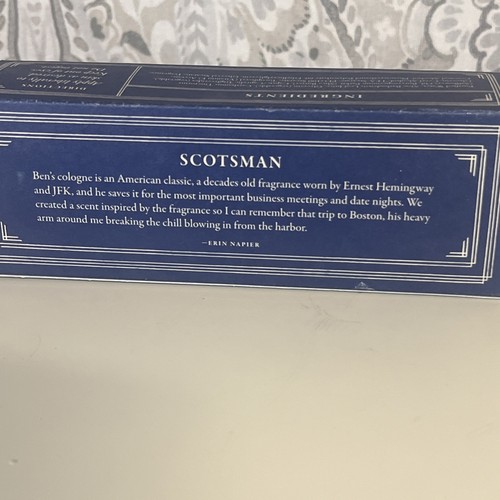 DIRECTIONS
INGREDIENTS
SCOTSMAN
Ben's cologne is an American classic, a decades old fragrance worn by Ernest Hemingway
and JFK, and he saves it for the most important business meetings and date nights. We
created a scent inspired by the fragrance so I can remember that trip to Boston, his heavy
arm around me breaking the chill blowing in from the harbor.
—ERIN NAPIER